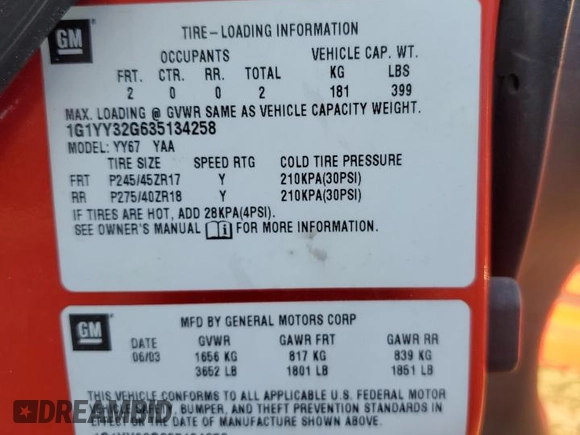 GM
TIRE-LOADING INFORMATION
OCCUPANTS VEHICLE CAP. WT.
FRT. CTR. RR. TOTAL KG LBS
2 0 0 2 181 399
MAX. LOADING @ GVWR SAME AS VEHICLE CAPACITY WEIGHT.
1G1YY32G635134258
MODEL: YY67 YAA
TIRE SIZE SPEED RTG COLD TIRE PRESSURE
FRT P245/45ZR17 Y 210KPA(30PSI)
RR P275/40ZR18 Y 210KPA(30PSI)
IF TIRES ARE HOT, ADD 28KPA(4PSI).
SEE OWNER'S MANUAL FOR MORE INFORMATION.
GM
MFD BY GENERAL MOTORS CORP
DATE GVWR GAWR FRT GAWR RR
06/03 1656 KG 817 KG 839 KG
3652 LB 1801 LB 1851 LB
THIS VEHICLE CONFORMS TO ALL APPLICABLE U.S. FEDERAL MOTOR
VEHICLE SAFETY, BUMPER, AND THEFT PREVENTION STANDARDS
IN EFFECT ON THE DATE OF MANUFACTURE SHOWN ABOVE.
DREAMBID